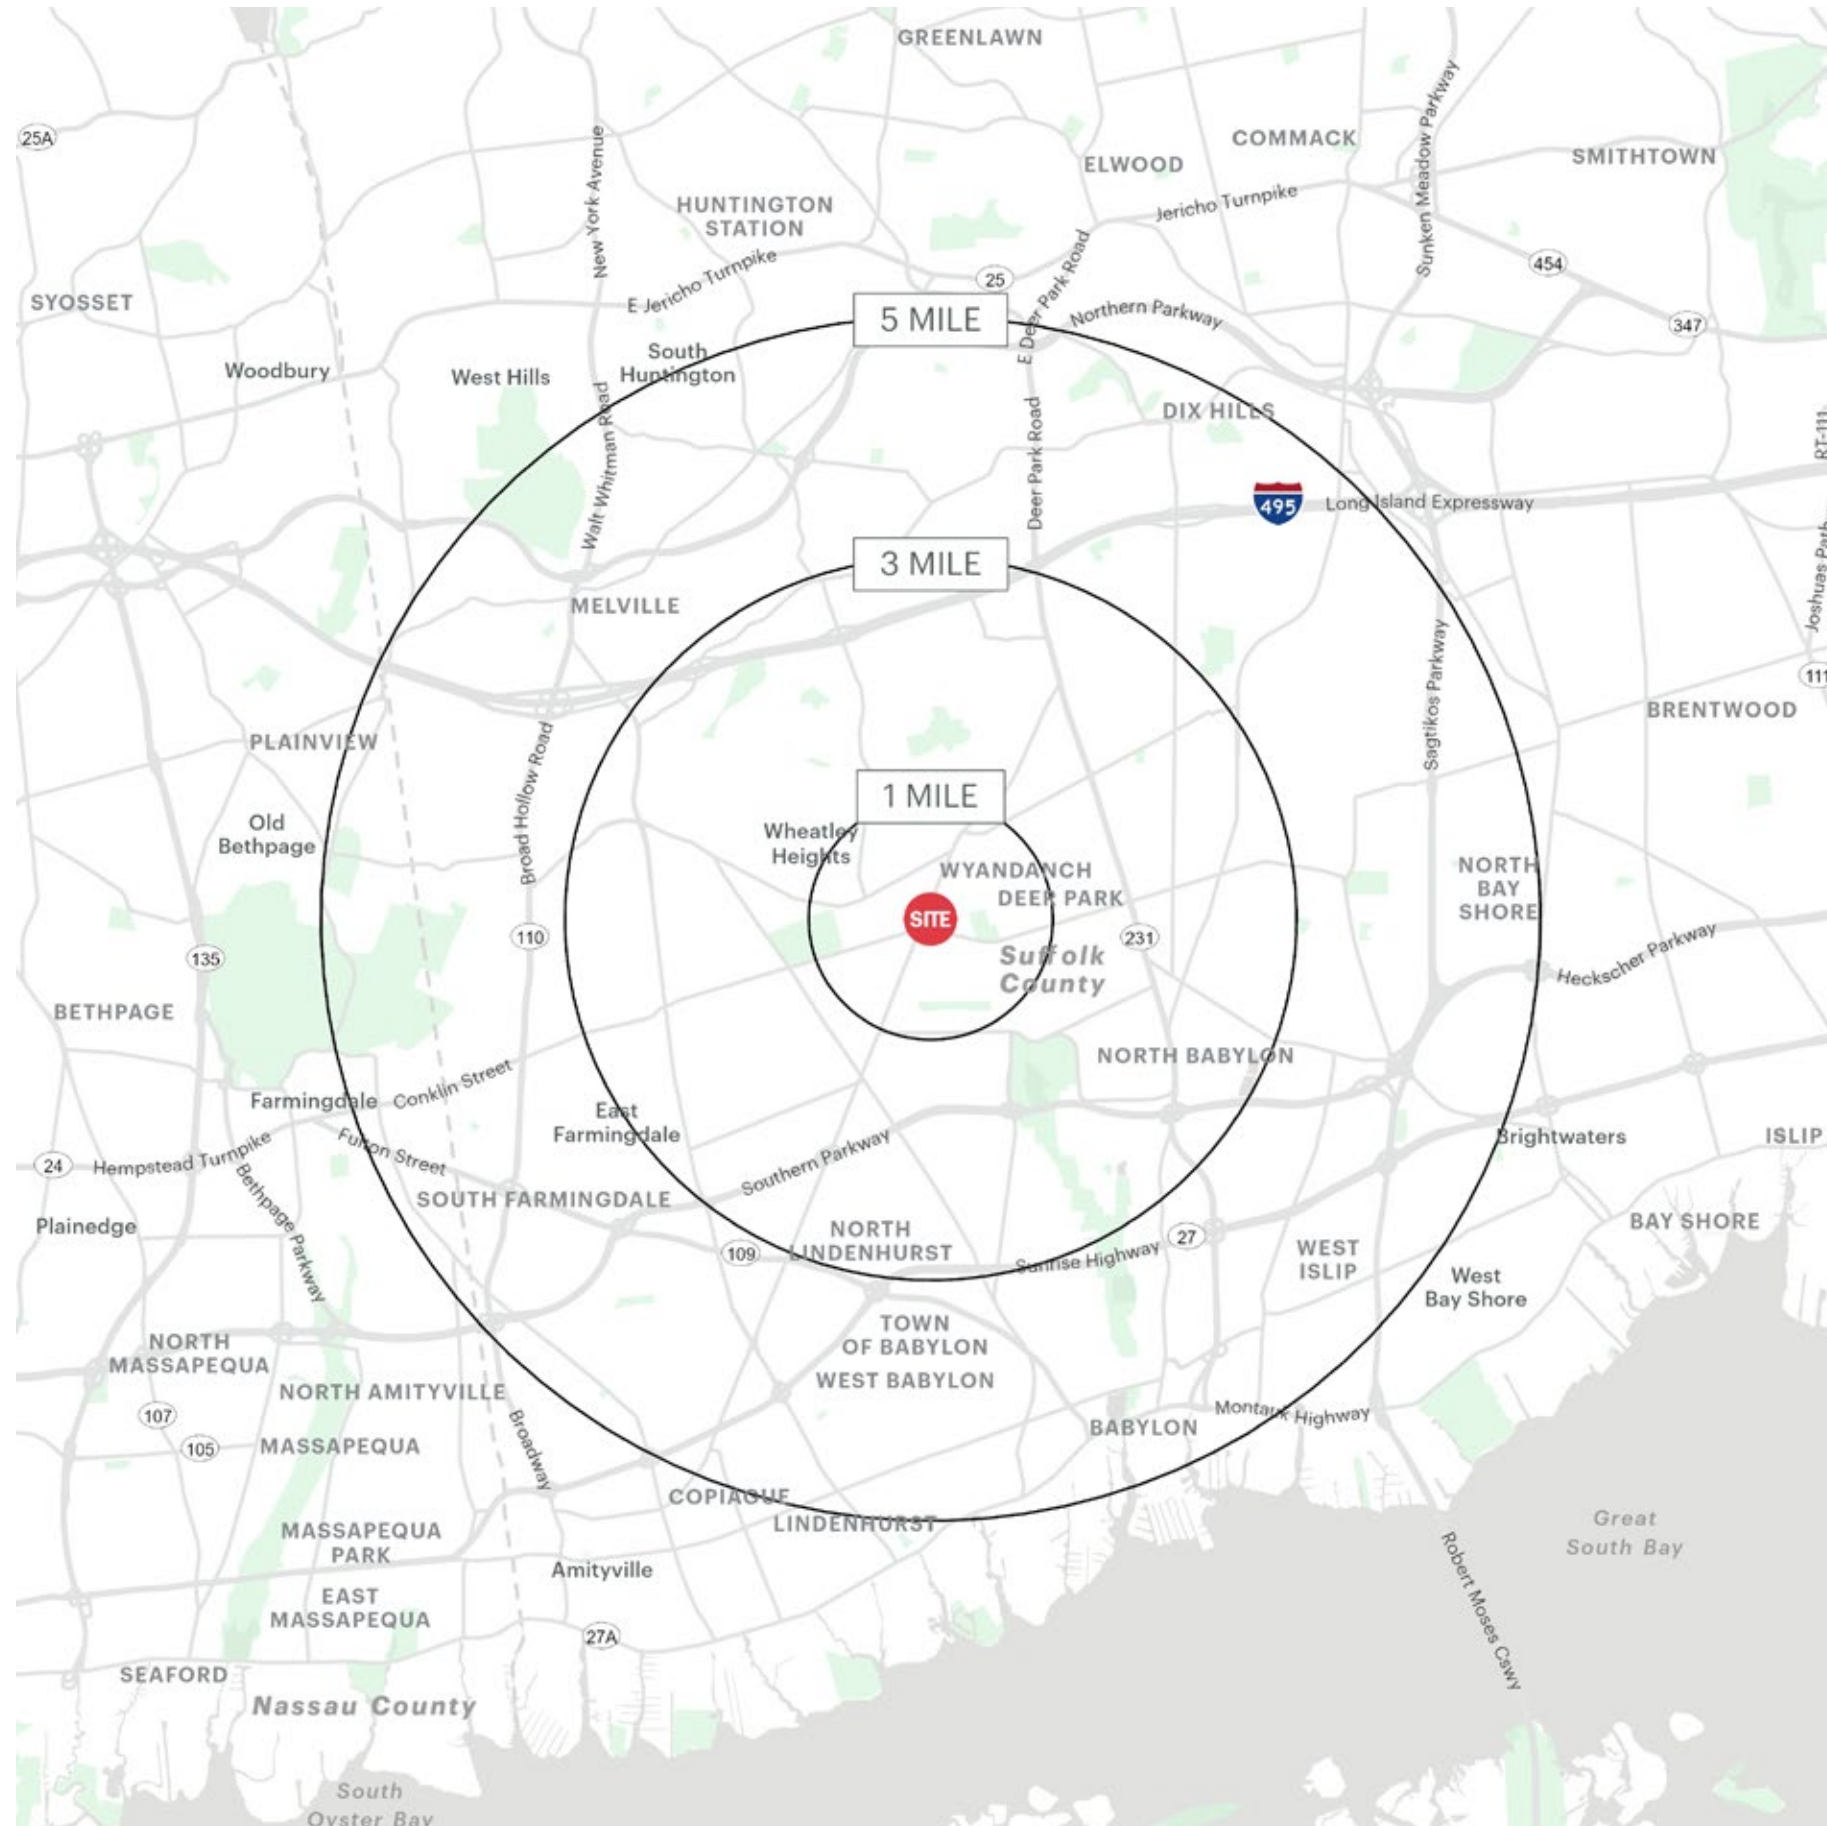 GREENLAWN
25A
New York Avenue
Sunken Meadow Parkway
COMMACK
SMITHTOWN
ELWOOD
HUNTINGTON
STATION
Jericho Turnpike
E Jericho Turnpike
E Deer Park Road
25
454
SYOSSET
5 MILE
Northern Parkway
347
South
Huntington
Woodbury
West Hills
DIX HILLS
Walt Whitman Road
Deer Park Road
RT-111
495
Long Island Expressway
3 MILE
Joshuas Path
MELVILLE
Sagtikos Parkway
111
BRENTWOOD
PLAINVIEW
Broad Hollow Road
1 MILE
Old
Bethpage
Wheatley
Heights
WYANDANCH
DEER PARK
NORTH
BAY
SHORE
SITE
110
231
135
Suffolk
County
Heckscher Parkway
BETHPAGE
NORTH BABYLON
Farmingdale
Conklin Street
East
Farmingdale
Brightwaters
ISLIP
24
Hempstead Turnpike
Fulton Street
Southern Parkway
Bethpage Parkway
SOUTH FARMINGDALE
Plainedge
BAY SHORE
NORTH
LINDENHURST
109
Sunrise Highway
27
WEST
ISLIP
West
Bay Shore
TOWN
OF BABYLON
WEST BABYLON
NORTH
MASSAPEQUA
NORTH AMITYVILLE
107
105
MASSAPEQUA
Broadway
BABYLON
Montauk Highway
COPIAGUE
LINDENHURST
MASSAPEQUA
PARK
Great
South Bay
Amityville
EAST
MASSAPEQUA
Robert Moses Cswy
27A
SEAFORD
Nassau County
South
Oyster Bay